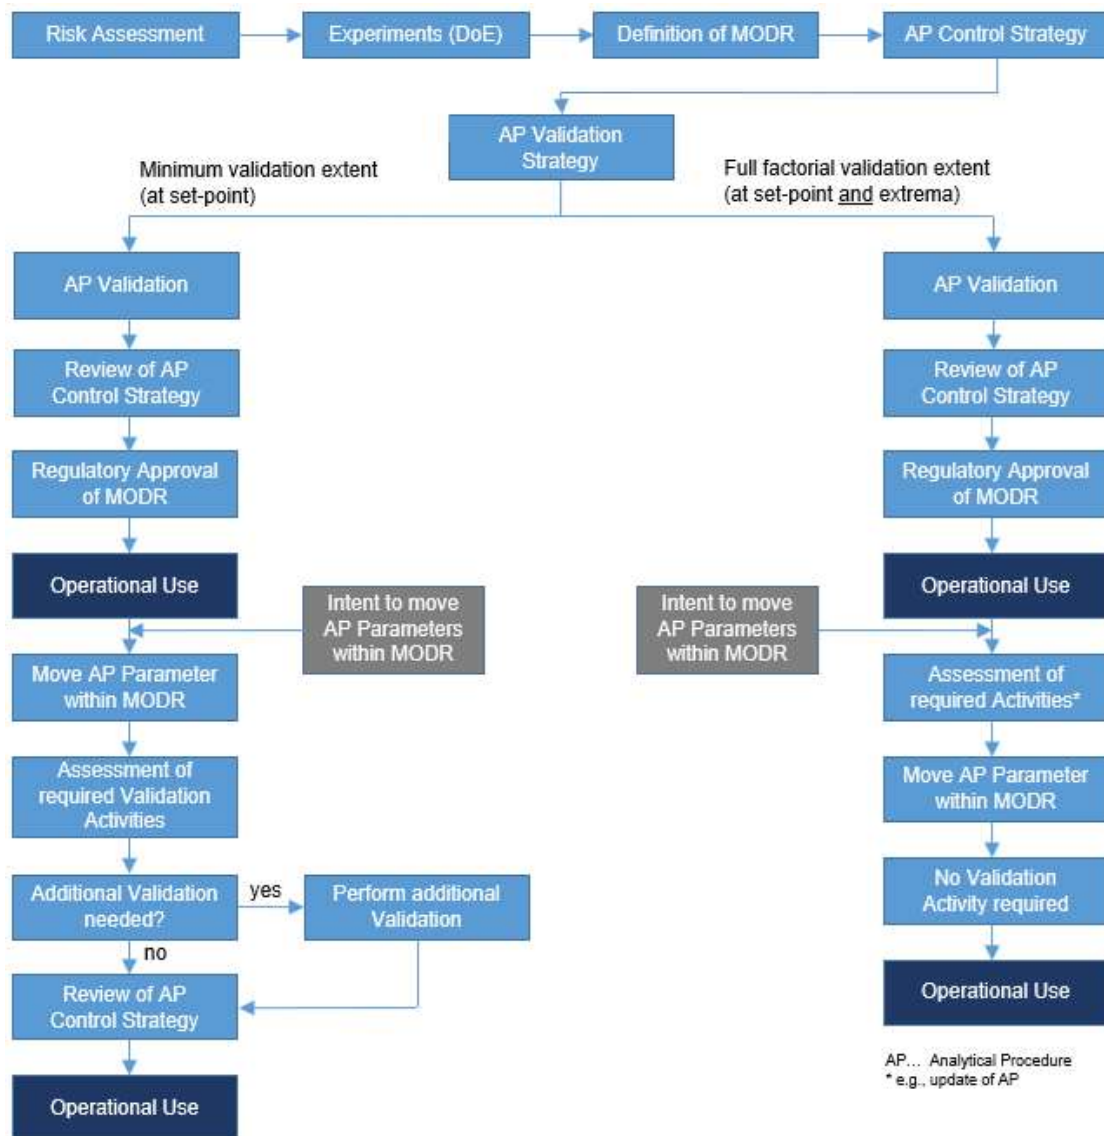 Risk Assessment
Experiments (DoE)
Definition of MODR
AP Control Strategy
AP Validation
Strategy
Minimum validation extent
(at set-point)
Full factorial validation extent
(at set-point and extrema)
AP Validation
Review of AP
Control Strategy
Regulatory Approval
of MODR
Operational Use
Intent to move
AP Parameters
within MODR
Move AP Parameter
within MODR
Assessment of
required Validation
Activities
Additional Validation
needed?
yes
Perform additional
Validation
no
Review of AP
Control Strategy
Operational Use
AP Validation
Review of AP
Control Strategy
Regulatory Approval
of MODR
Operational Use
Intent to move
AP Parameters
within MODR
Assessment of
required Activities*
Move AP Parameter
within MODR
No Validation
Activity required
Operational Use
AP... Analytical Procedure
* e.g., update of AP